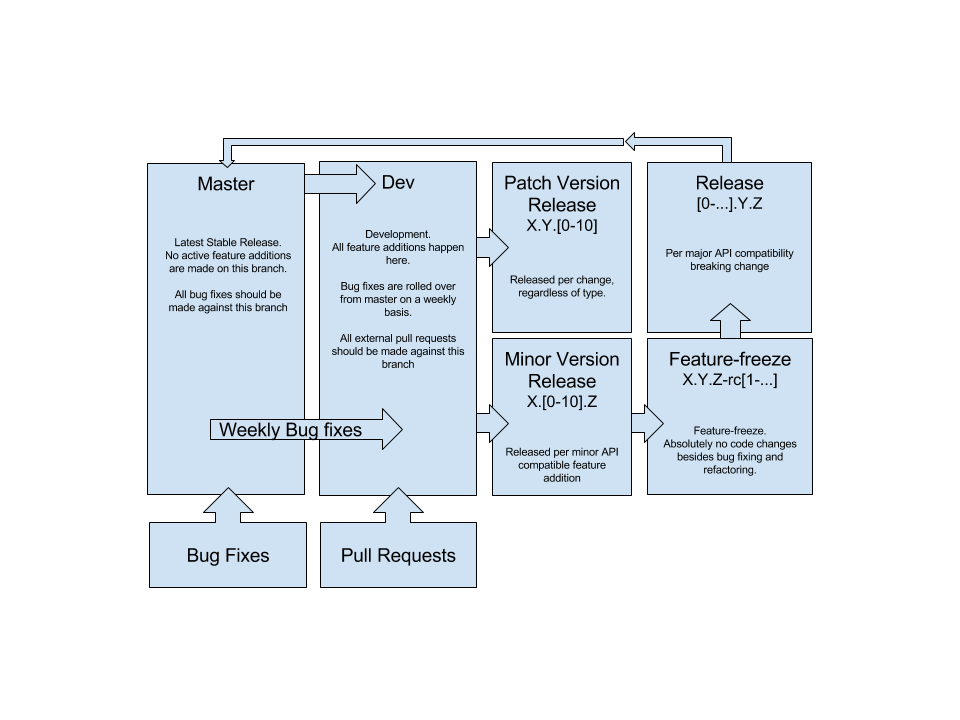 Master
Latest Stable Release.
No active feature additions
are made on this branch.
All bug fixes should be
made against this branch
Dev
Development.
All feature additions happen
here.
Bug fixes are rolled over
from master on a weekly
basis.
All external pull requests
should be made against this
branch
Weekly Bug fixes
Patch Version
Release
X.Y.[0-10]
Released per change,
regardless of type.
Release
[0-...].Y.Z
Per major API compatibility
breaking change
Minor Version
Release
X.[0-10].Z
Released per minor API
compatible feature
addition
Feature-freeze
X.Y.Z-rc[1-...]
Feature-freeze.
Absolutely no code changes
besides bug fixing and
refactoring.
Bug Fixes
Pull Requests